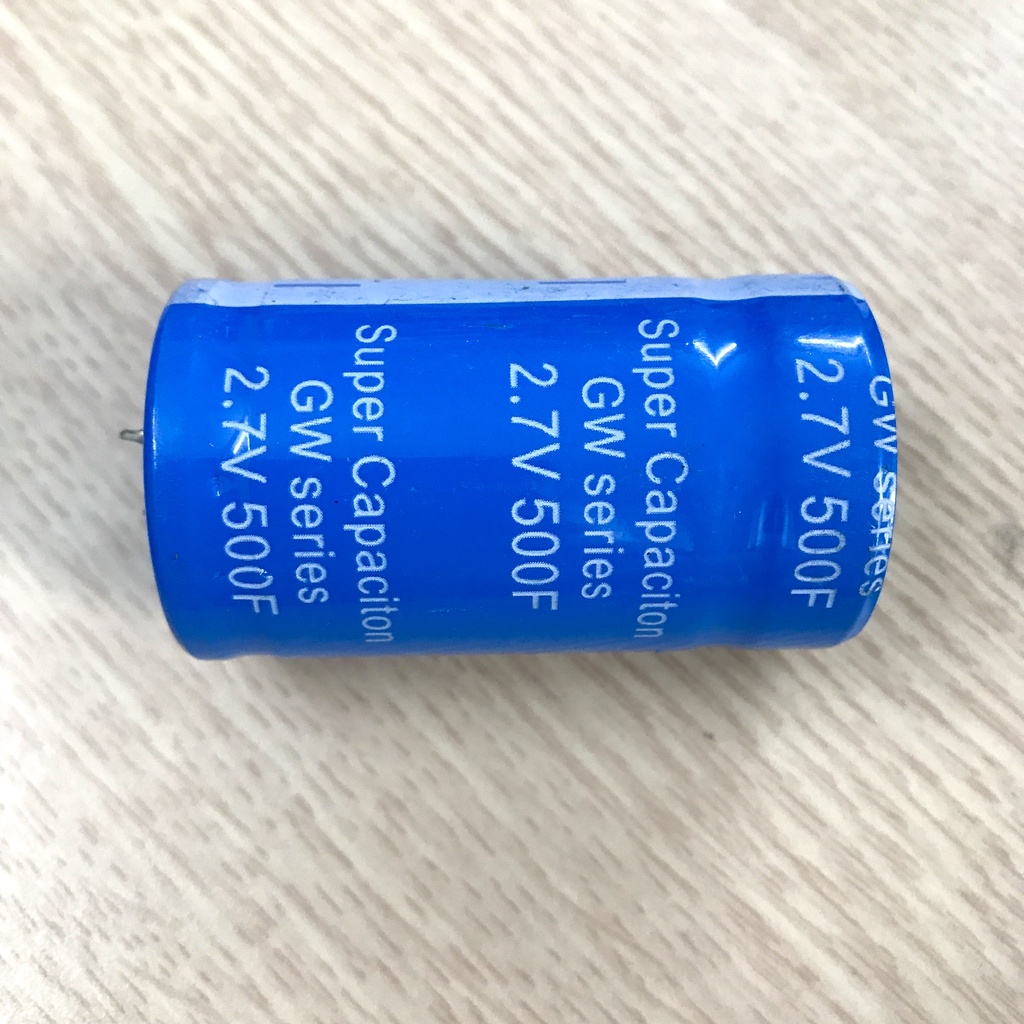 GW series
2.7V 500F
Super Capaciton
GW series
2.7V 500F
Super Capaciton
GW series
2.7V 500F